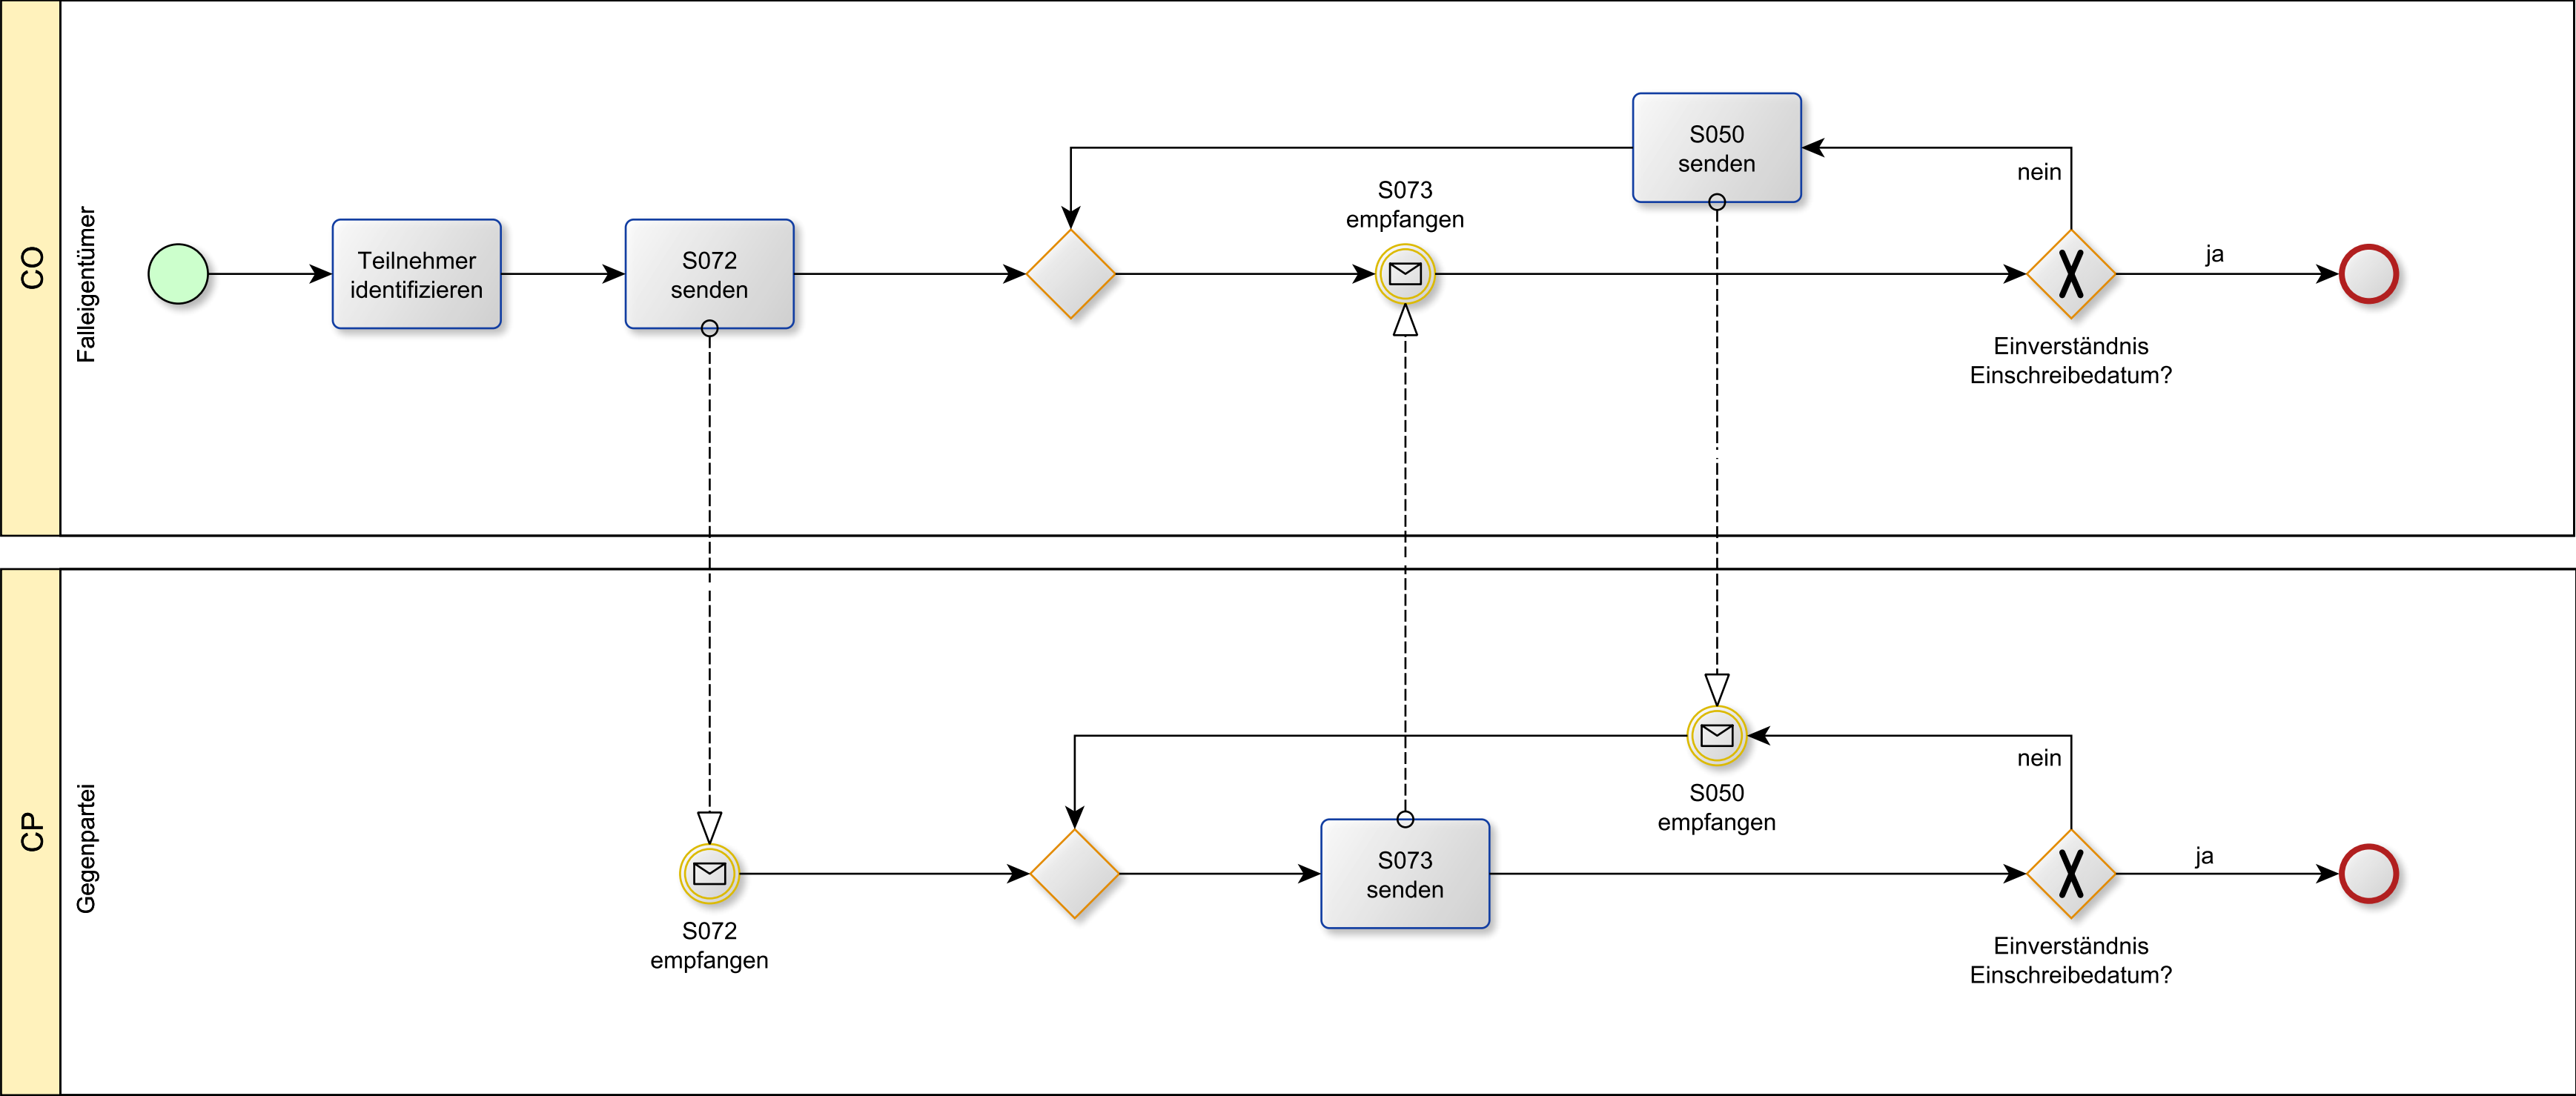 CO
Falleigentümer
Teilnehmer
identifizieren
S072
senden
S073
empfangen
S050
senden
nein
ja
Einverständnis
Einschreibedatum?
CP
Gegenpartei
S072
empfangen
S073
senden
S050
empfangen
nein
ja
Einverständnis
Einschreibedatum?